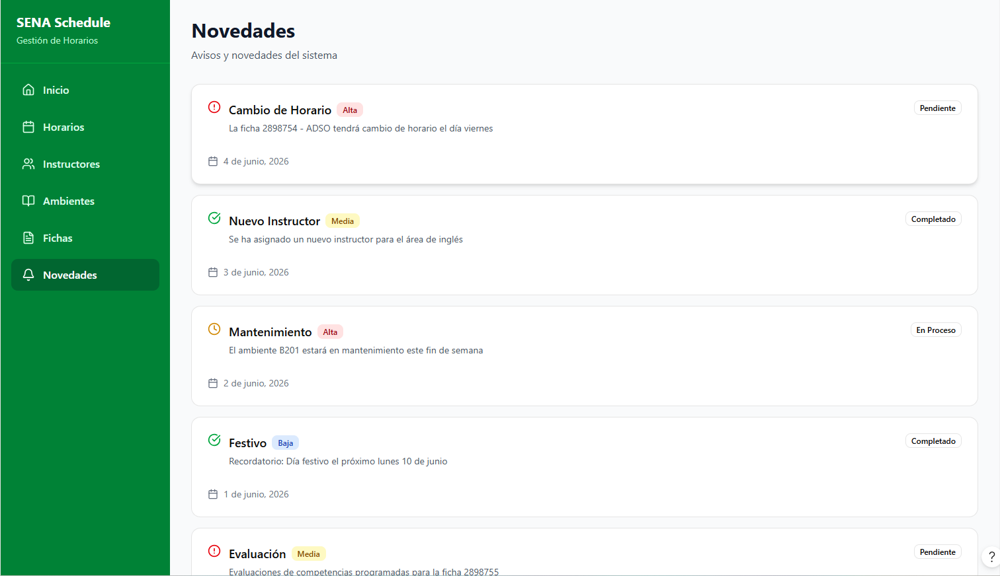 SENA Schedule
Gestión de Horarios
Inicio
Horarios
Instructores
Ambientes
Fichas
Novedades
Novedades
Avisos y novedades del sistema
Cambio de Horario Alta Pendiente
La ficha 2898754 - ADSO tendrá cambio de horario el día viernes
4 de junio, 2026
Nuevo Instructor Media Completado
Se ha asignado un nuevo instructor para el área de inglés
3 de junio, 2026
Mantenimiento Alta En Proceso
El ambiente B201 estará en mantenimiento este fin de semana
2 de junio, 2026
Festivo Baja Completado
Recordatorio: Día festivo el próximo lunes 10 de junio
1 de junio, 2026
Evaluación Media Pendiente
Evaluaciones de competencias programadas para la ficha 2898755
?